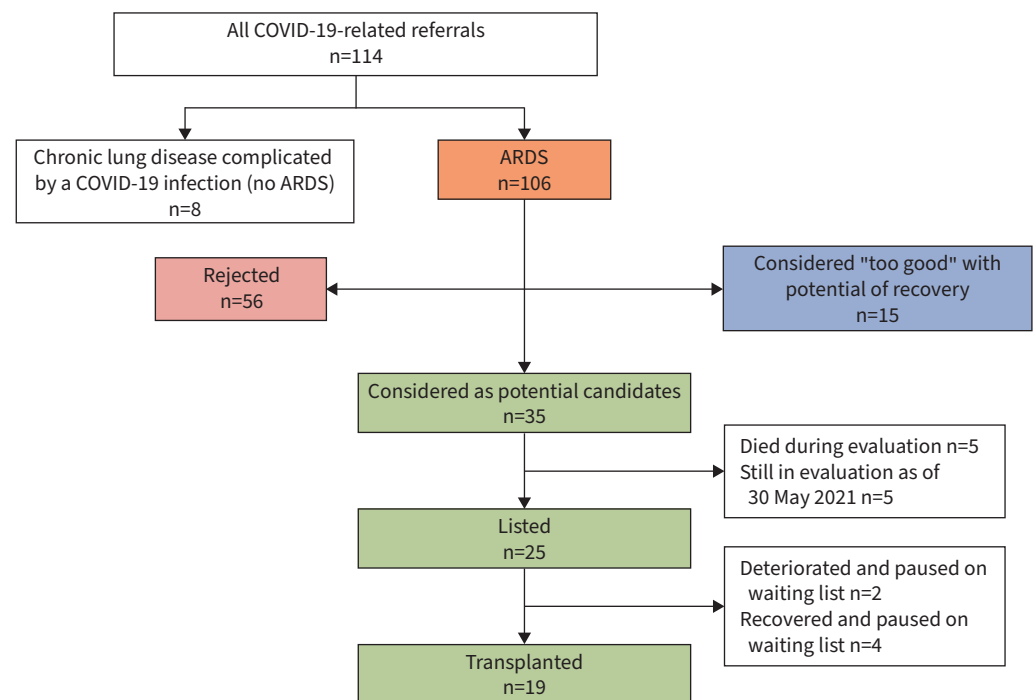 All COVID-19-related referrals
n=114
Chronic lung disease complicated
by a COVID-19 infection (no ARDS)
n=8
ARDS
n=106
Rejected
n=56
Considered "too good" with
potential of recovery
n=15
Considered as potential candidates
n=35
Died during evaluation n=5
Still in evaluation as of
30 May 2021 n=5
Listed
n=25
Deteriorated and paused on
waiting list n=2
Recovered and paused on
waiting list n=4
Transplanted
n=19